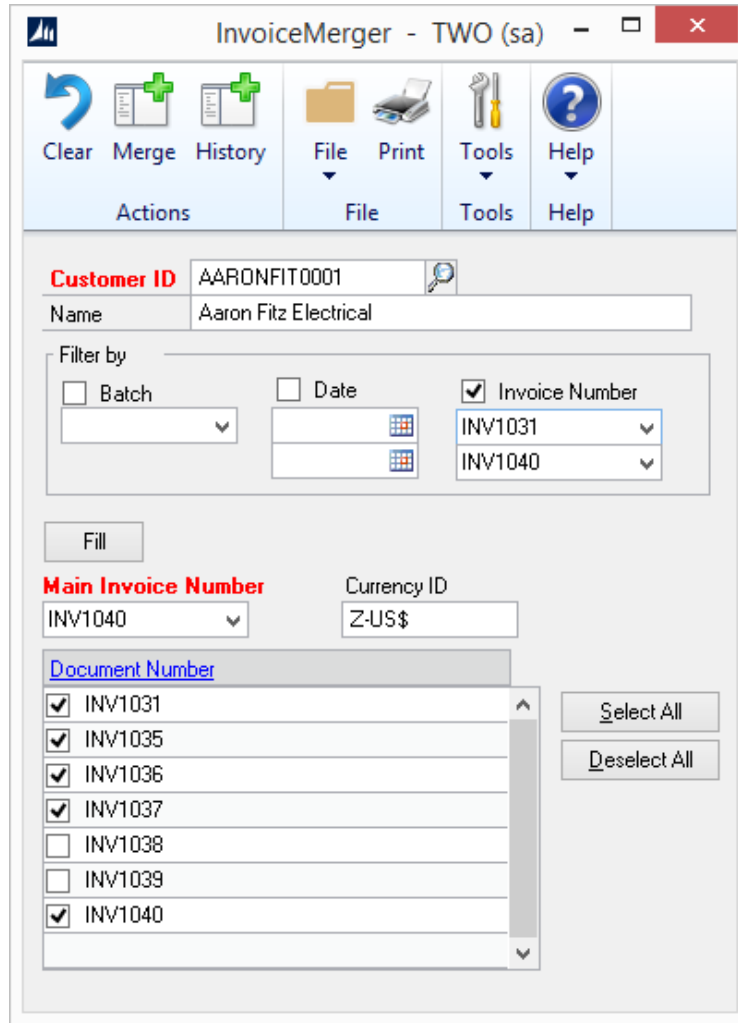 InvoiceMerger - TWO (sa)
Clear Merge History File Print Tools Help
Actions File Tools Help
Customer ID AARONFIT0001
Name Aaron Fitz Electrical
Filter by
Batch Date Invoice Number
INV1031
INV1040
Fill
Main Invoice Number Currency ID
INV1040 Z-US$
Document Number
INV1031
Select All
INV1035
Deselect All
INV1036
INV1037
INV1038
INV1039
INV1040